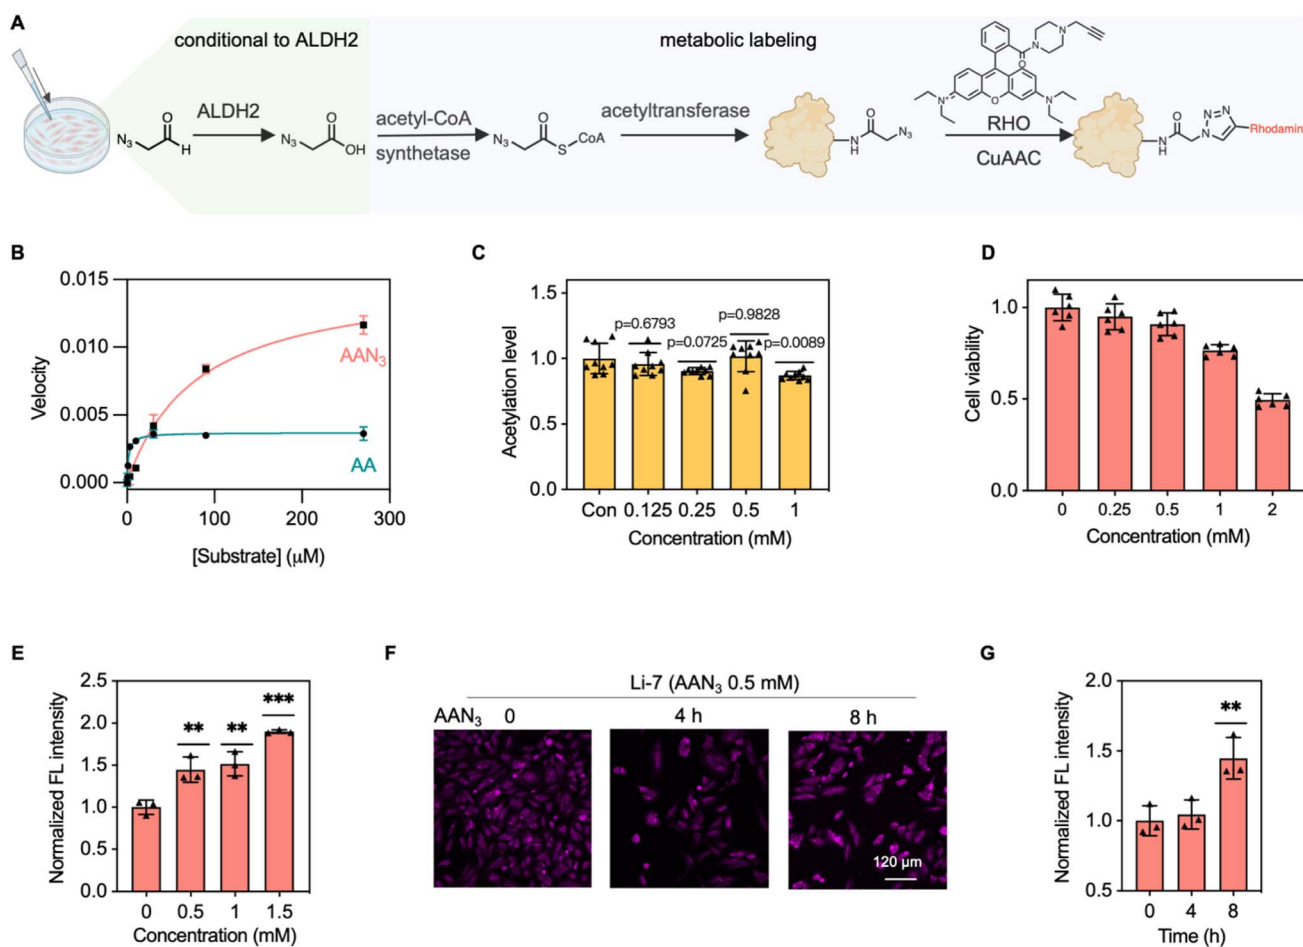 A
conditional to ALDH2
metabolic labeling
N₃
O
H
ALDH2
N₃
O
OH
acetyl-CoA
synthetase
N₃
O
S
CoA
acetyltransferase
N
H
O
N₃
O
N
N
N⁺
O
N
RHO
CuAAC
N
H
O
N
N
N
Rhodamin
B
0.015
0.010
0.005
0.000
Velocity
AAN₃
AA
0
100
200
300
[Substrate] (μM)
C
1.5
1.0
0.5
0.0
Acetylation level
p=0.6793
p=0.0725
p=0.9828
p=0.0089
Con
0.125
0.25
0.5
1
Concentration (mM)
D
1.0
0.5
0.0
Cell viability
0
0.25
0.5
1
2
Concentration (mM)
E
2.5
2.0
1.5
1.0
0.5
0.0
Normalized FL intensity
**
**
***
0
0.5
1
1.5
Concentration (mM)
F
Li-7 (AAN₃ 0.5 mM)
AAN₃ 0
4 h
8 h
120 μm
G
2.0
1.5
1.0
0.5
Normalized FL intensity
**
0
4
8
Time (h)